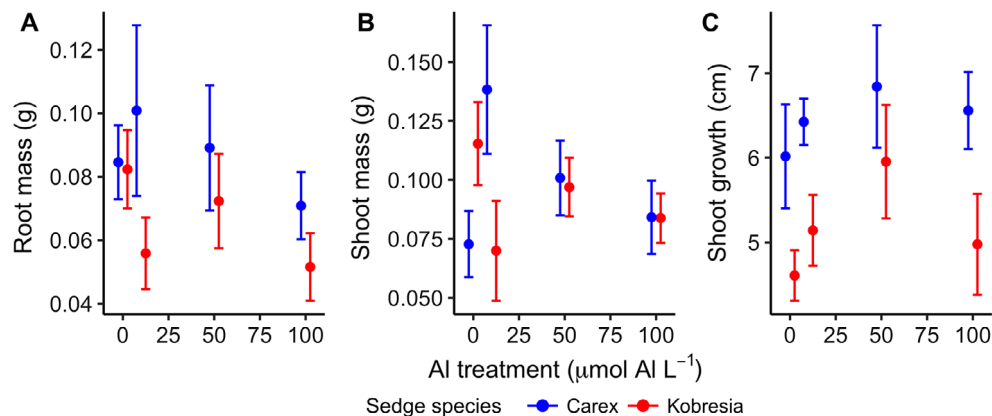 A
Root mass (g)
0.12
0.10
0.08
0.06
0.04
0 25 50 75 100
B
Shoot mass (g)
0.150
0.125
0.100
0.075
0.050
0 25 50 75 100
C
Shoot growth (cm)
7
6
5
0 25 50 75 100
Al treatment (μmol Al L⁻¹)
Sedge species Carex Kobresia